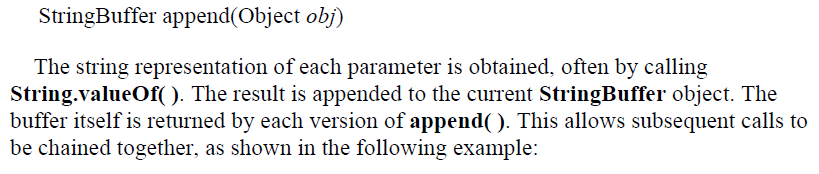 StringBuffer append(Object obj)
The string representation of each parameter is obtained, often by calling
String.valueOf( ). The result is appended to the current StringBuffer object. The
buffer itself is returned by each version of append( ). This allows subsequent calls to
be chained together, as shown in the following example: